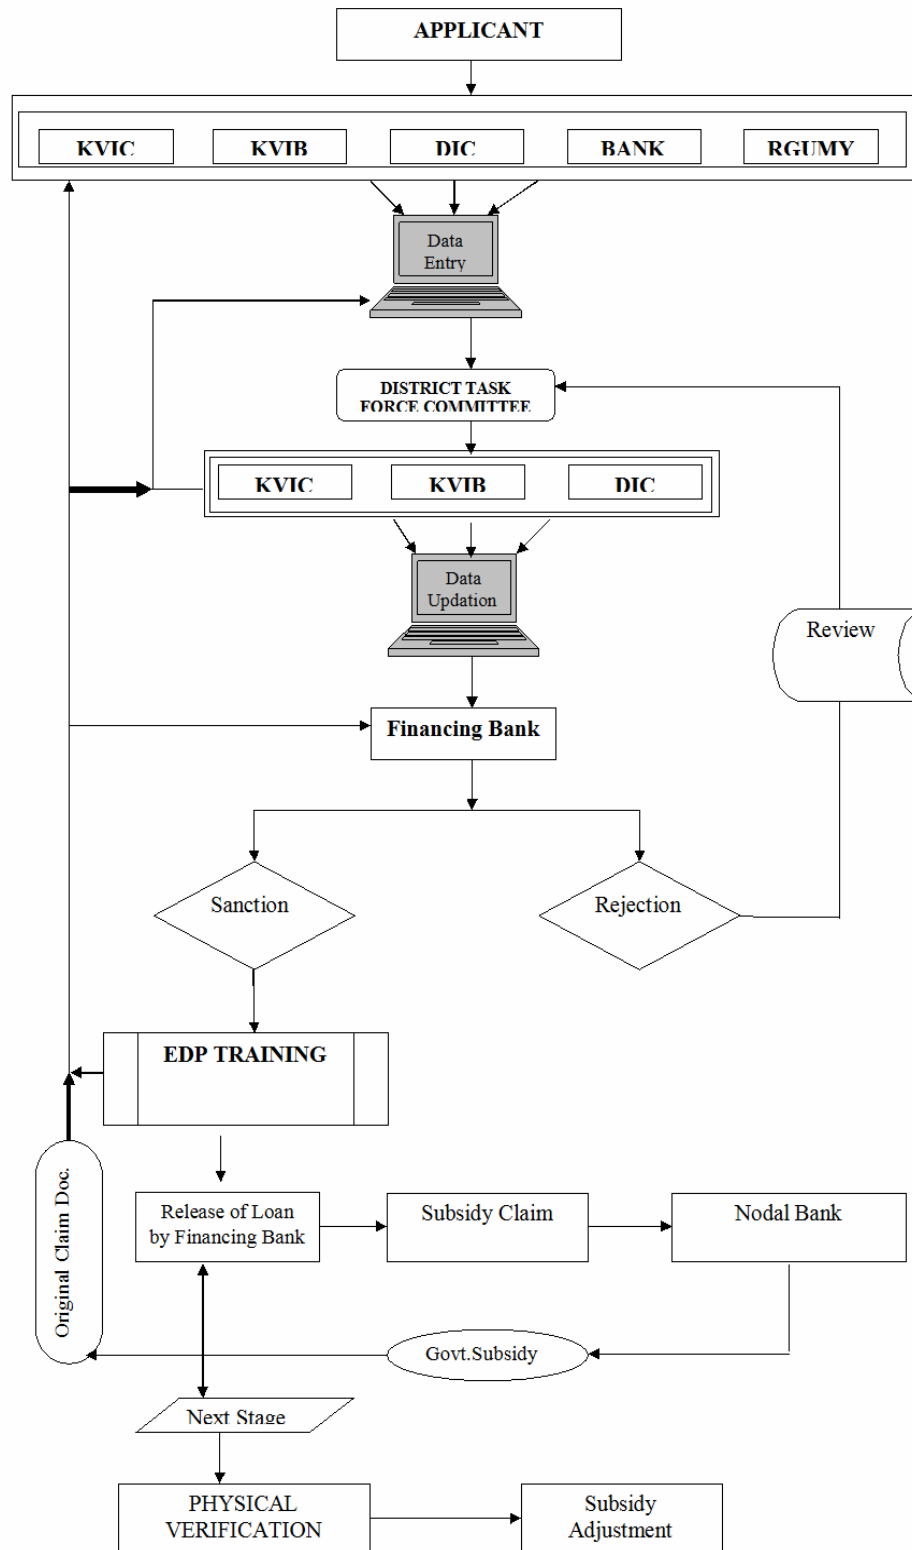 APPLICANT
KVIC KVIB DIC BANK RGUMY
Data
Entry
DISTRICT TASK
FORCE COMMITTEE
KVIC KVIB DIC
Data
Updation
Review
Financing Bank
Sanction Rejection
EDP TRAINING
Original Claim Doc.
Release of Loan
by Financing Bank
Subsidy Claim
Nodal Bank
Govt.Subsidy
Next Stage
PHYSICAL
VERIFICATION
Subsidy
Adjustment